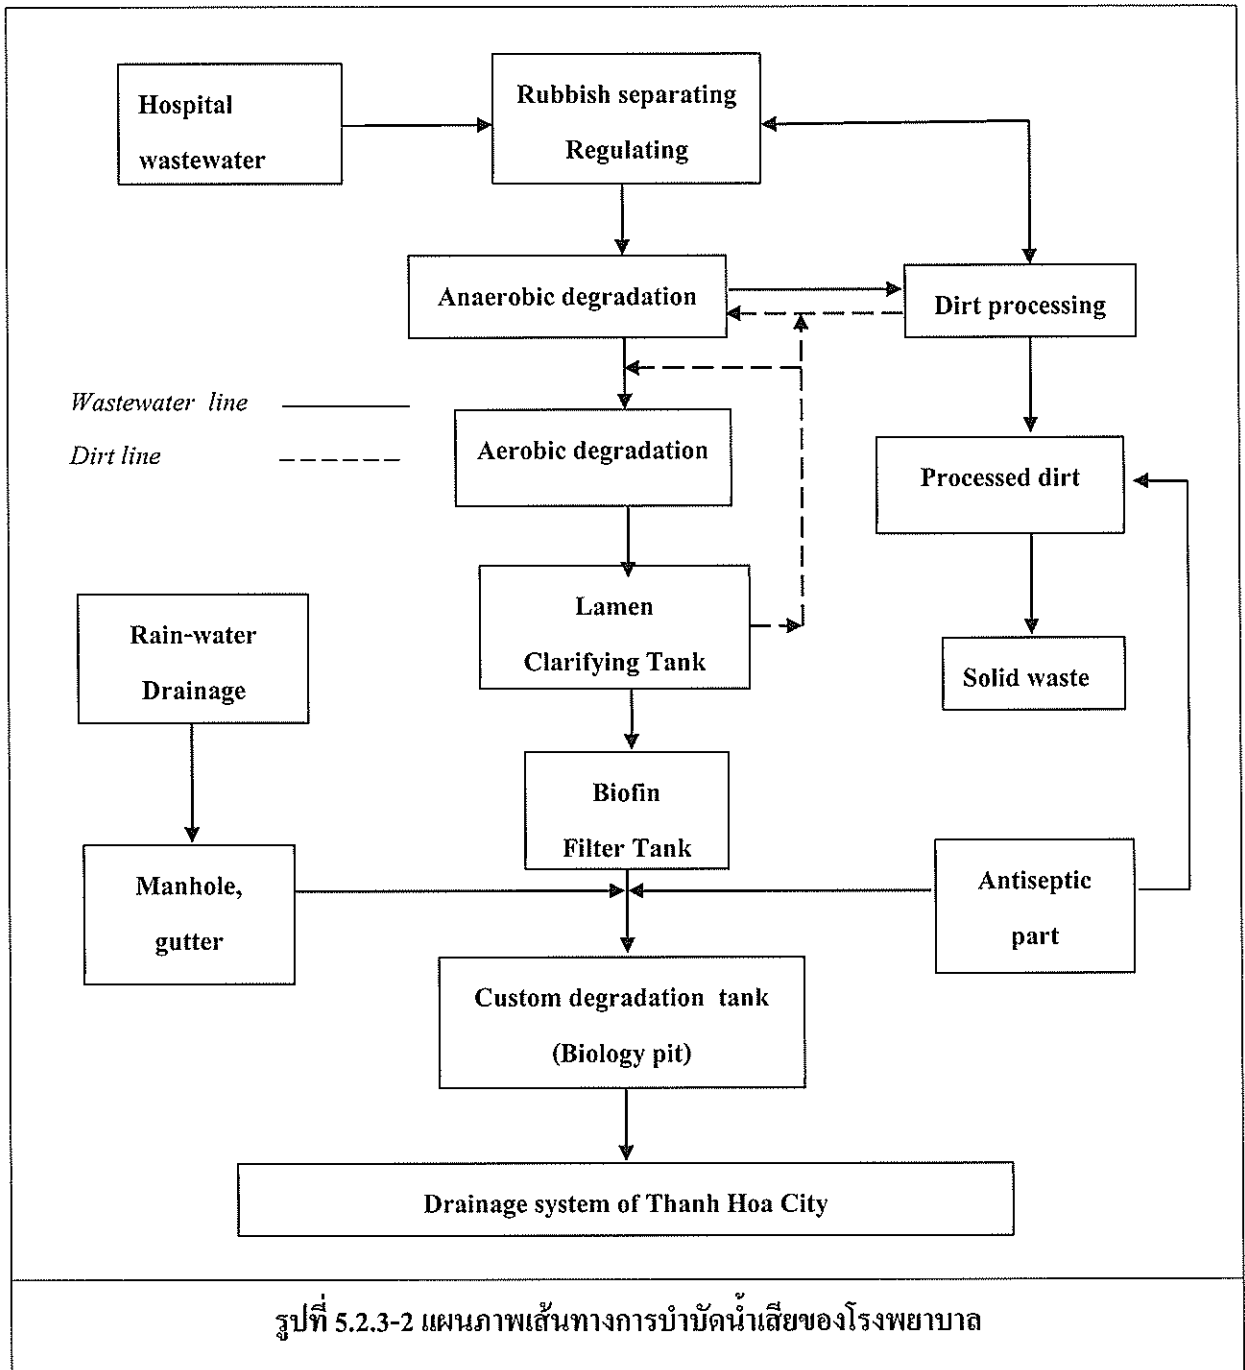 Hospital
wastewater
Rubbish separating
Regulating
Anaerobic degradation
Dirt processing
Wastewater line
Dirt line
Aerobic degradation
Processed dirt
Lamen
Clarifying Tank
Rain-water
Drainage
Solid waste
Biofin
Filter Tank
Manhole,
gutter
Antiseptic
part
Custom degradation tank
(Biology pit)
Drainage system of Thanh Hoa City
รูปที่ 5.2.3-2 แผนภาพเส้นทางการบำบัดน้ำเสียของโรงพยาบาล